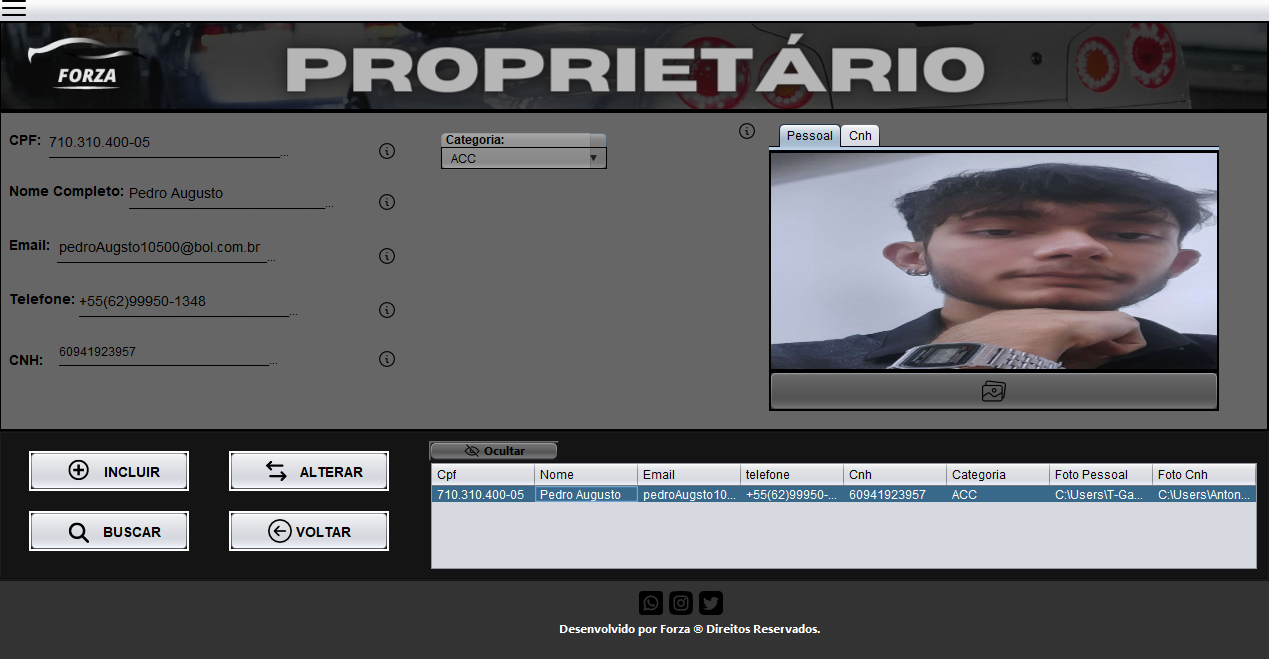 FORZA
PROPRIETÁRIO
CPF: 710.310.400-05 ...
Nome Completo: Pedro Augusto ...
Email: pedroAugsto10500@bol.com.br ...
Telefone: +55(62)99950-1348 ...
CNH: 60941923957 ...
Categoria:
ACC
Pessoal Cnh
INCLUIR
ALTERAR
BUSCAR
VOLTAR
Ocultar
Cpf Nome Email telefone Cnh Categoria Foto Pessoal Foto Cnh
710.310.400-05 Pedro Augusto pedroAugsto10... +55(62)99950-... 60941923957 ACC C:\Users\T-Ga... C:\Users\Anton...
Desenvolvido por Forza ® Direitos Reservados.